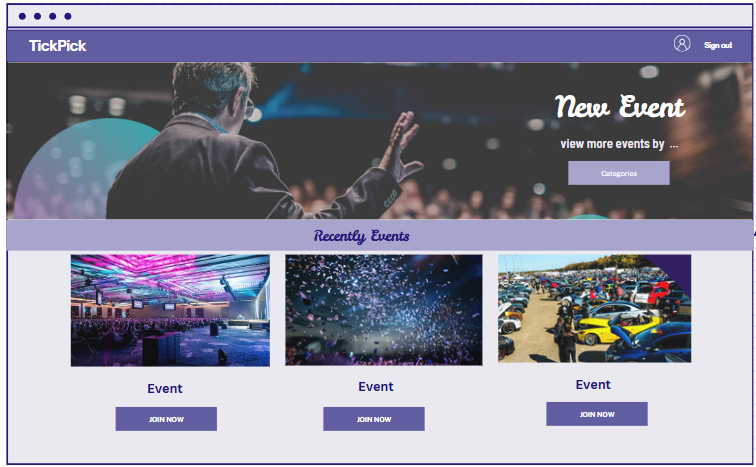 TickPick
Sign out
New Event
view more events by ...
Categories
Recently Events
Event
Event
Event
JOIN NOW
JOIN NOW
JOIN NOW